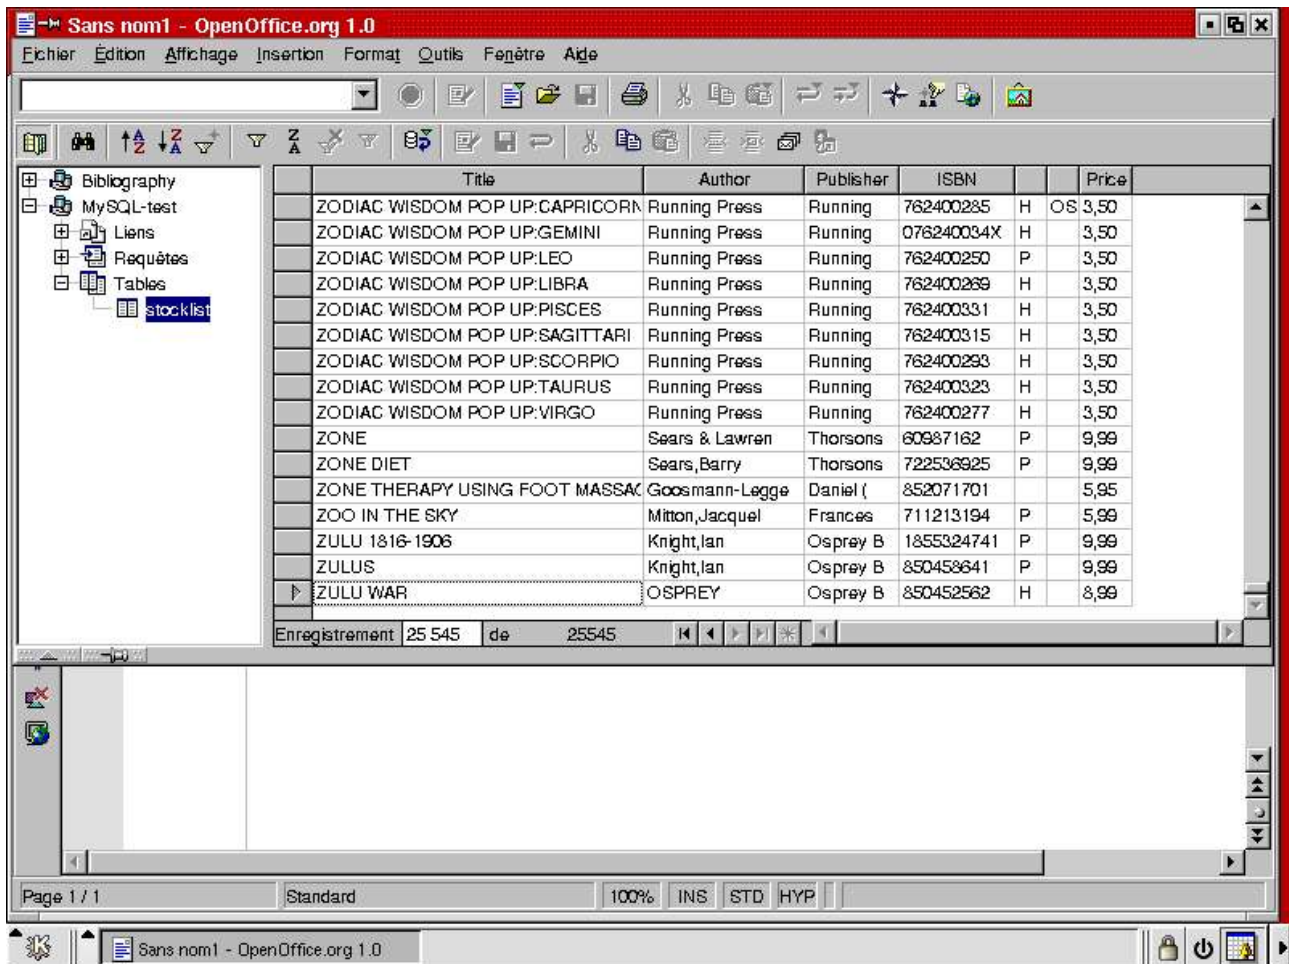 Sans nom1 - OpenOffice.org 1.0
Fichier Édition Affichage Insertion Format Outils Fenêtre Aide
Title Author Publisher ISBN Price
Bibliography
MySQL-test
Liens
Requêtes
Tables
stocklist
ZODIAC WISDOM POP UP:CAPRICORN Running Press Running 762400285 H OS 3,50
ZODIAC WISDOM POP UP:GEMINI Running Press Running 076240034X H 3,50
ZODIAC WISDOM POP UP:LEO Running Press Running 762400250 P 3,50
ZODIAC WISDOM POP UP:LIBRA Running Press Running 762400269 H 3,50
ZODIAC WISDOM POP UP:PISCES Running Press Running 762400331 H 3,50
ZODIAC WISDOM POP UP:SAGITTARI Running Press Running 762400315 H 3,50
ZODIAC WISDOM POP UP:SCORPIO Running Press Running 762400293 H 3,50
ZODIAC WISDOM POP UP:TAURUS Running Press Running 762400323 H 3,50
ZODIAC WISDOM POP UP:VIRGO Running Press Running 762400277 H 3,50
ZONE Sears & Lawren Thorsons 60987162 P 9,99
ZONE DIET Sears,Barry Thorsons 722536925 P 9,99
ZONE THERAPY USING FOOT MASSAG Goosmann-Legge Daniel ( 852071701 5,95
ZOO IN THE SKY Mitton,Jacquel Frances 711213194 P 5,99
ZULU 1816-1906 Knight,Ian Osprey B 1855324741 P 9,99
ZULUS Knight,Ian Osprey B 850458641 P 9,99
ZULU WAR OSPREY Osprey B 850452562 H 8,99
Enregistrement 25 545 de 25545
Page 1 / 1 Standard 100% INS STD HYP
Sans nom1 - OpenOffice.org 1.0